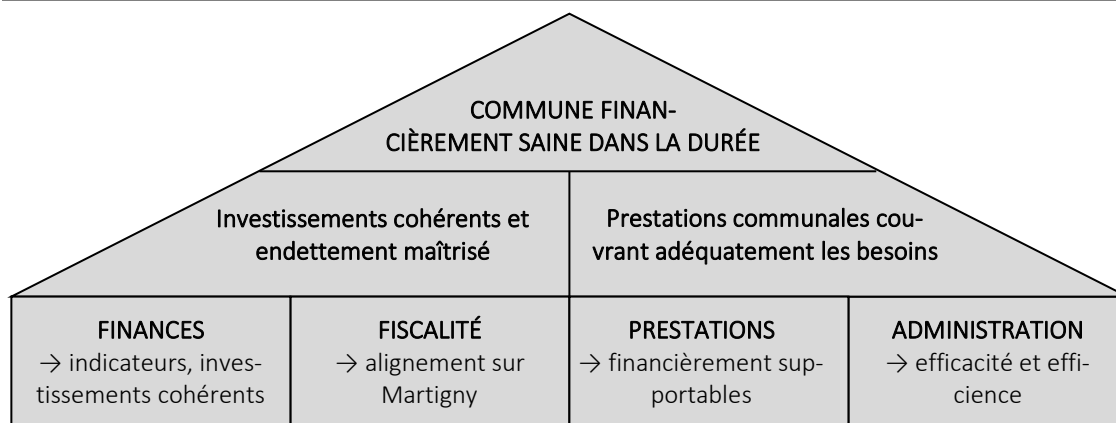 COMMUNE FINAN-
CIÈREMENT SAINE DANS LA DURÉE
Investissements cohérents et
endettement maîtrisé
Prestations communales cou-
vrant adéquatement les besoins
FINANCES
→ indicateurs, inves-
tissements cohérents
FISCALITÉ
→ alignement sur
Martigny
PRESTATIONS
→ financièrement sup-
portables
ADMINISTRATION
→ efficacité et effi-
cience